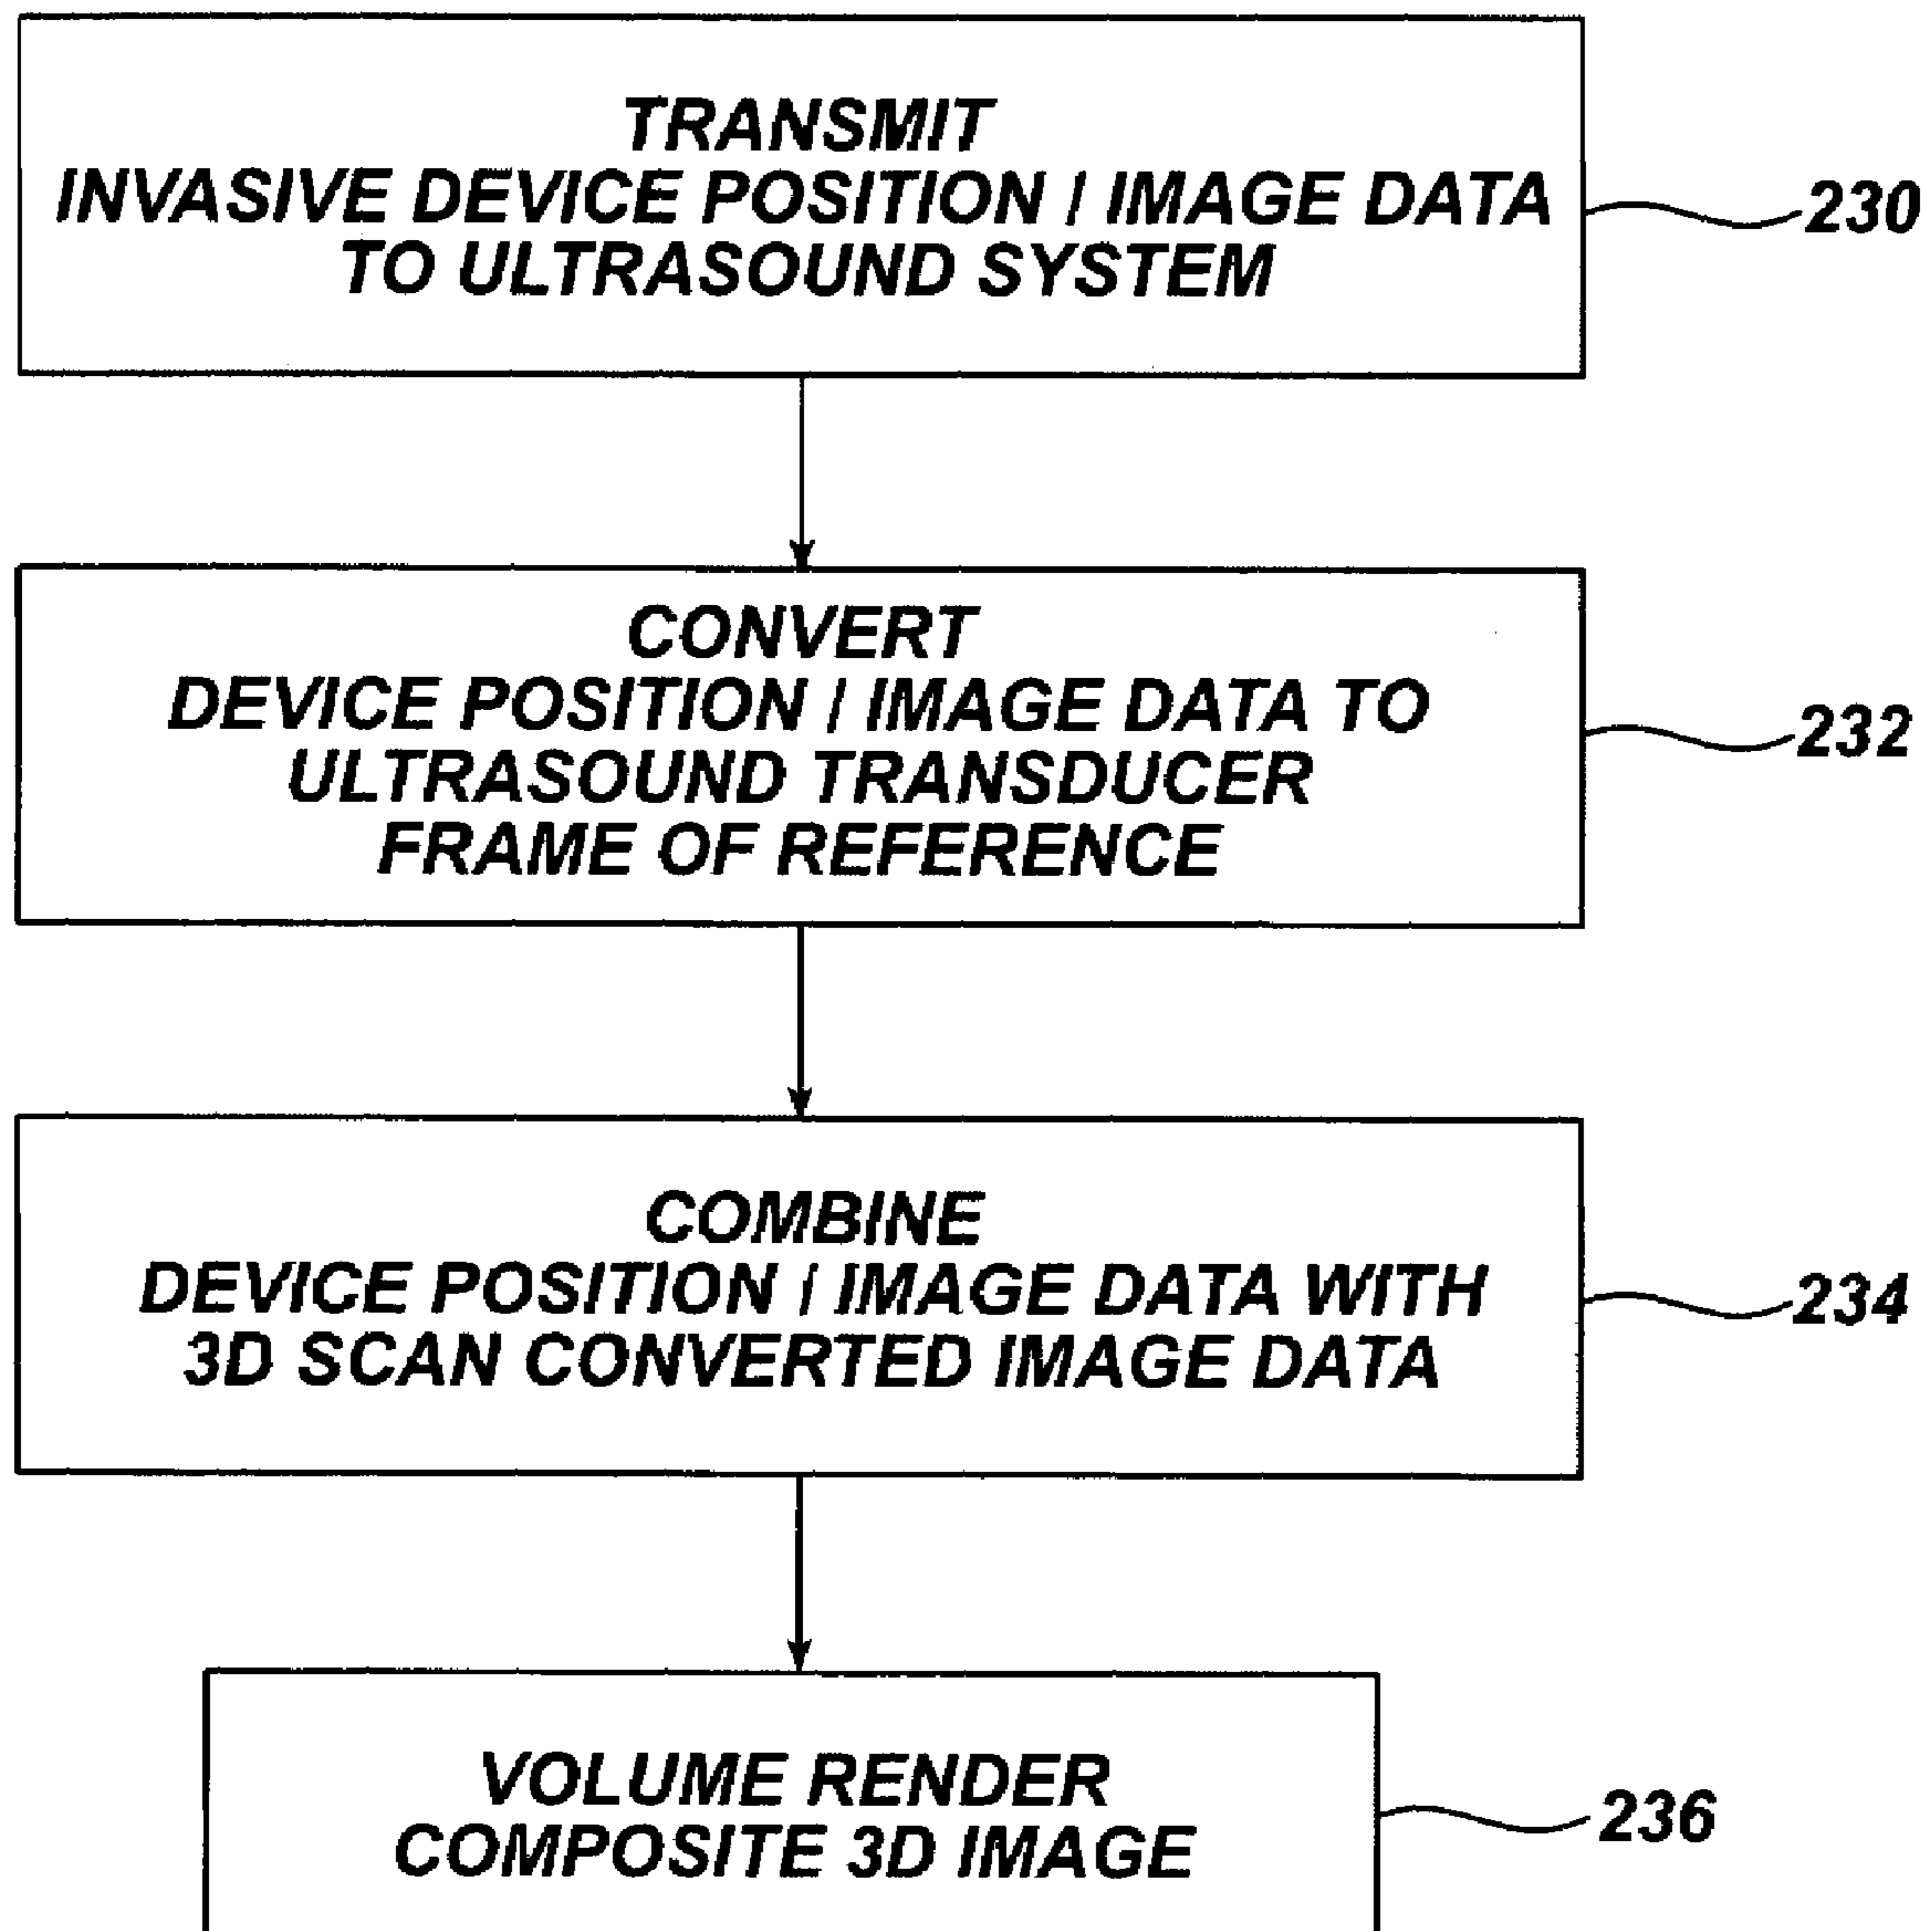 TRANSMIT
INVASIVE DEVICE POSITION / IMAGE DATA
TO ULTRASOUND SYSTEM
230
CONVERT
DEVICE POSITION / IMAGE DATA TO
ULTRASOUND TRANSDUCER
FRAME OF REFERENCE
232
COMBINE
DEVICE POSITION / IMAGE DATA WITH
3D SCAN CONVERTED IMAGE DATA
234
VOLUME RENDER
COMPOSITE 3D IMAGE
236